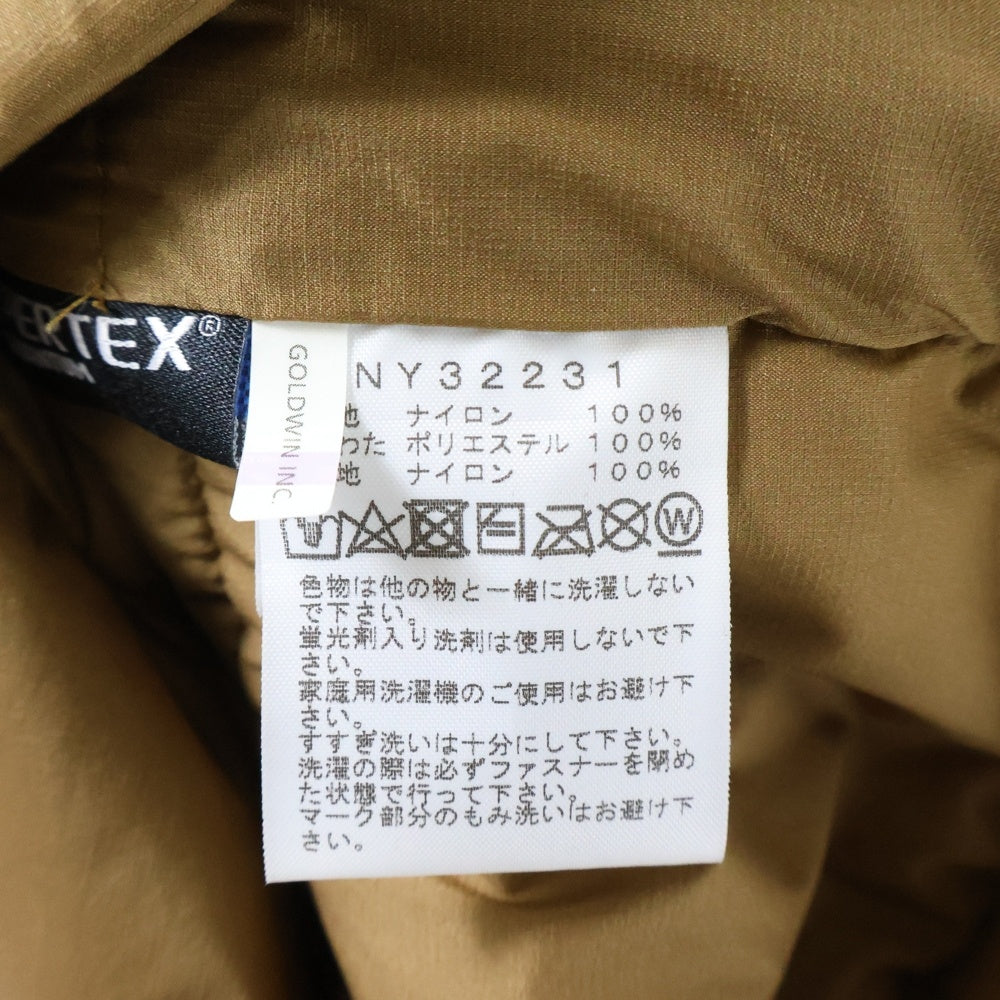 ERTEX®
GOLDWIN INC.
NY32231
地 ナイロン 100%
わた ポリエステル 100%
地 ナイロン 100%
W
色物は他の物と一緒に洗濯しない
で下さい。
蛍光剤入り洗剤は使用しないで下
さい。
家庭用洗濯機のご使用はお避け下
さい。
すすぎ洗いは十分にして下さい。
洗濯の際は必ずファスナーを閉め
た状態で行って下さい。
マーク部分のもみ洗いはお避け下
さい。